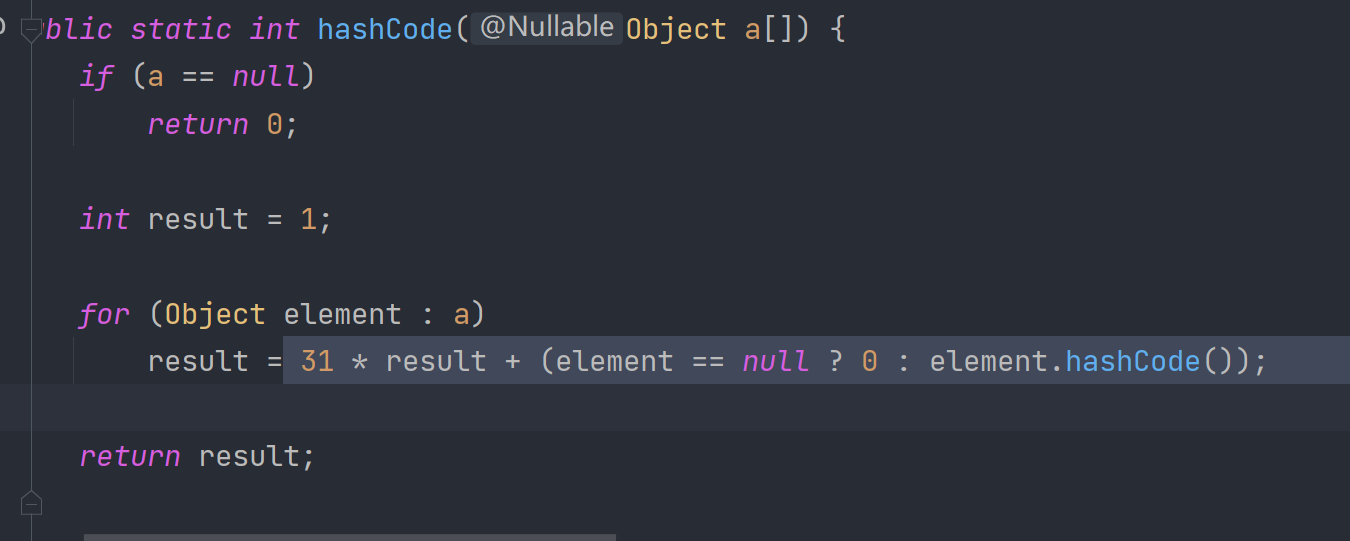 blic static int hashCode( @Nullable Object a[]) {
if (a == null)
return 0;
int result = 1;
for (Object element : a)
result = 31 * result + (element == null ? 0 : element.hashCode());
return result;